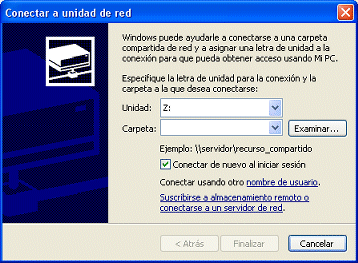 Conectar a unidad de red
Windows puede ayudarle a conectarse a una carpeta
compartida de red y a asignar una letra de unidad a la
conexión para que pueda obtener acceso usando Mi PC.
Especifique la letra de unidad para la conexión y la
carpeta a la que desea conectarse:
Unidad: Z:
Carpeta: Examinar...
Ejemplo: \\servidor\recurso_compartido
Conectar de nuevo al iniciar sesión
Conectar usando otro nombre de usuario.
Suscribirse a almacenamiento remoto o
conectarse a un servidor de red.
< Atrás Finalizar Cancelar